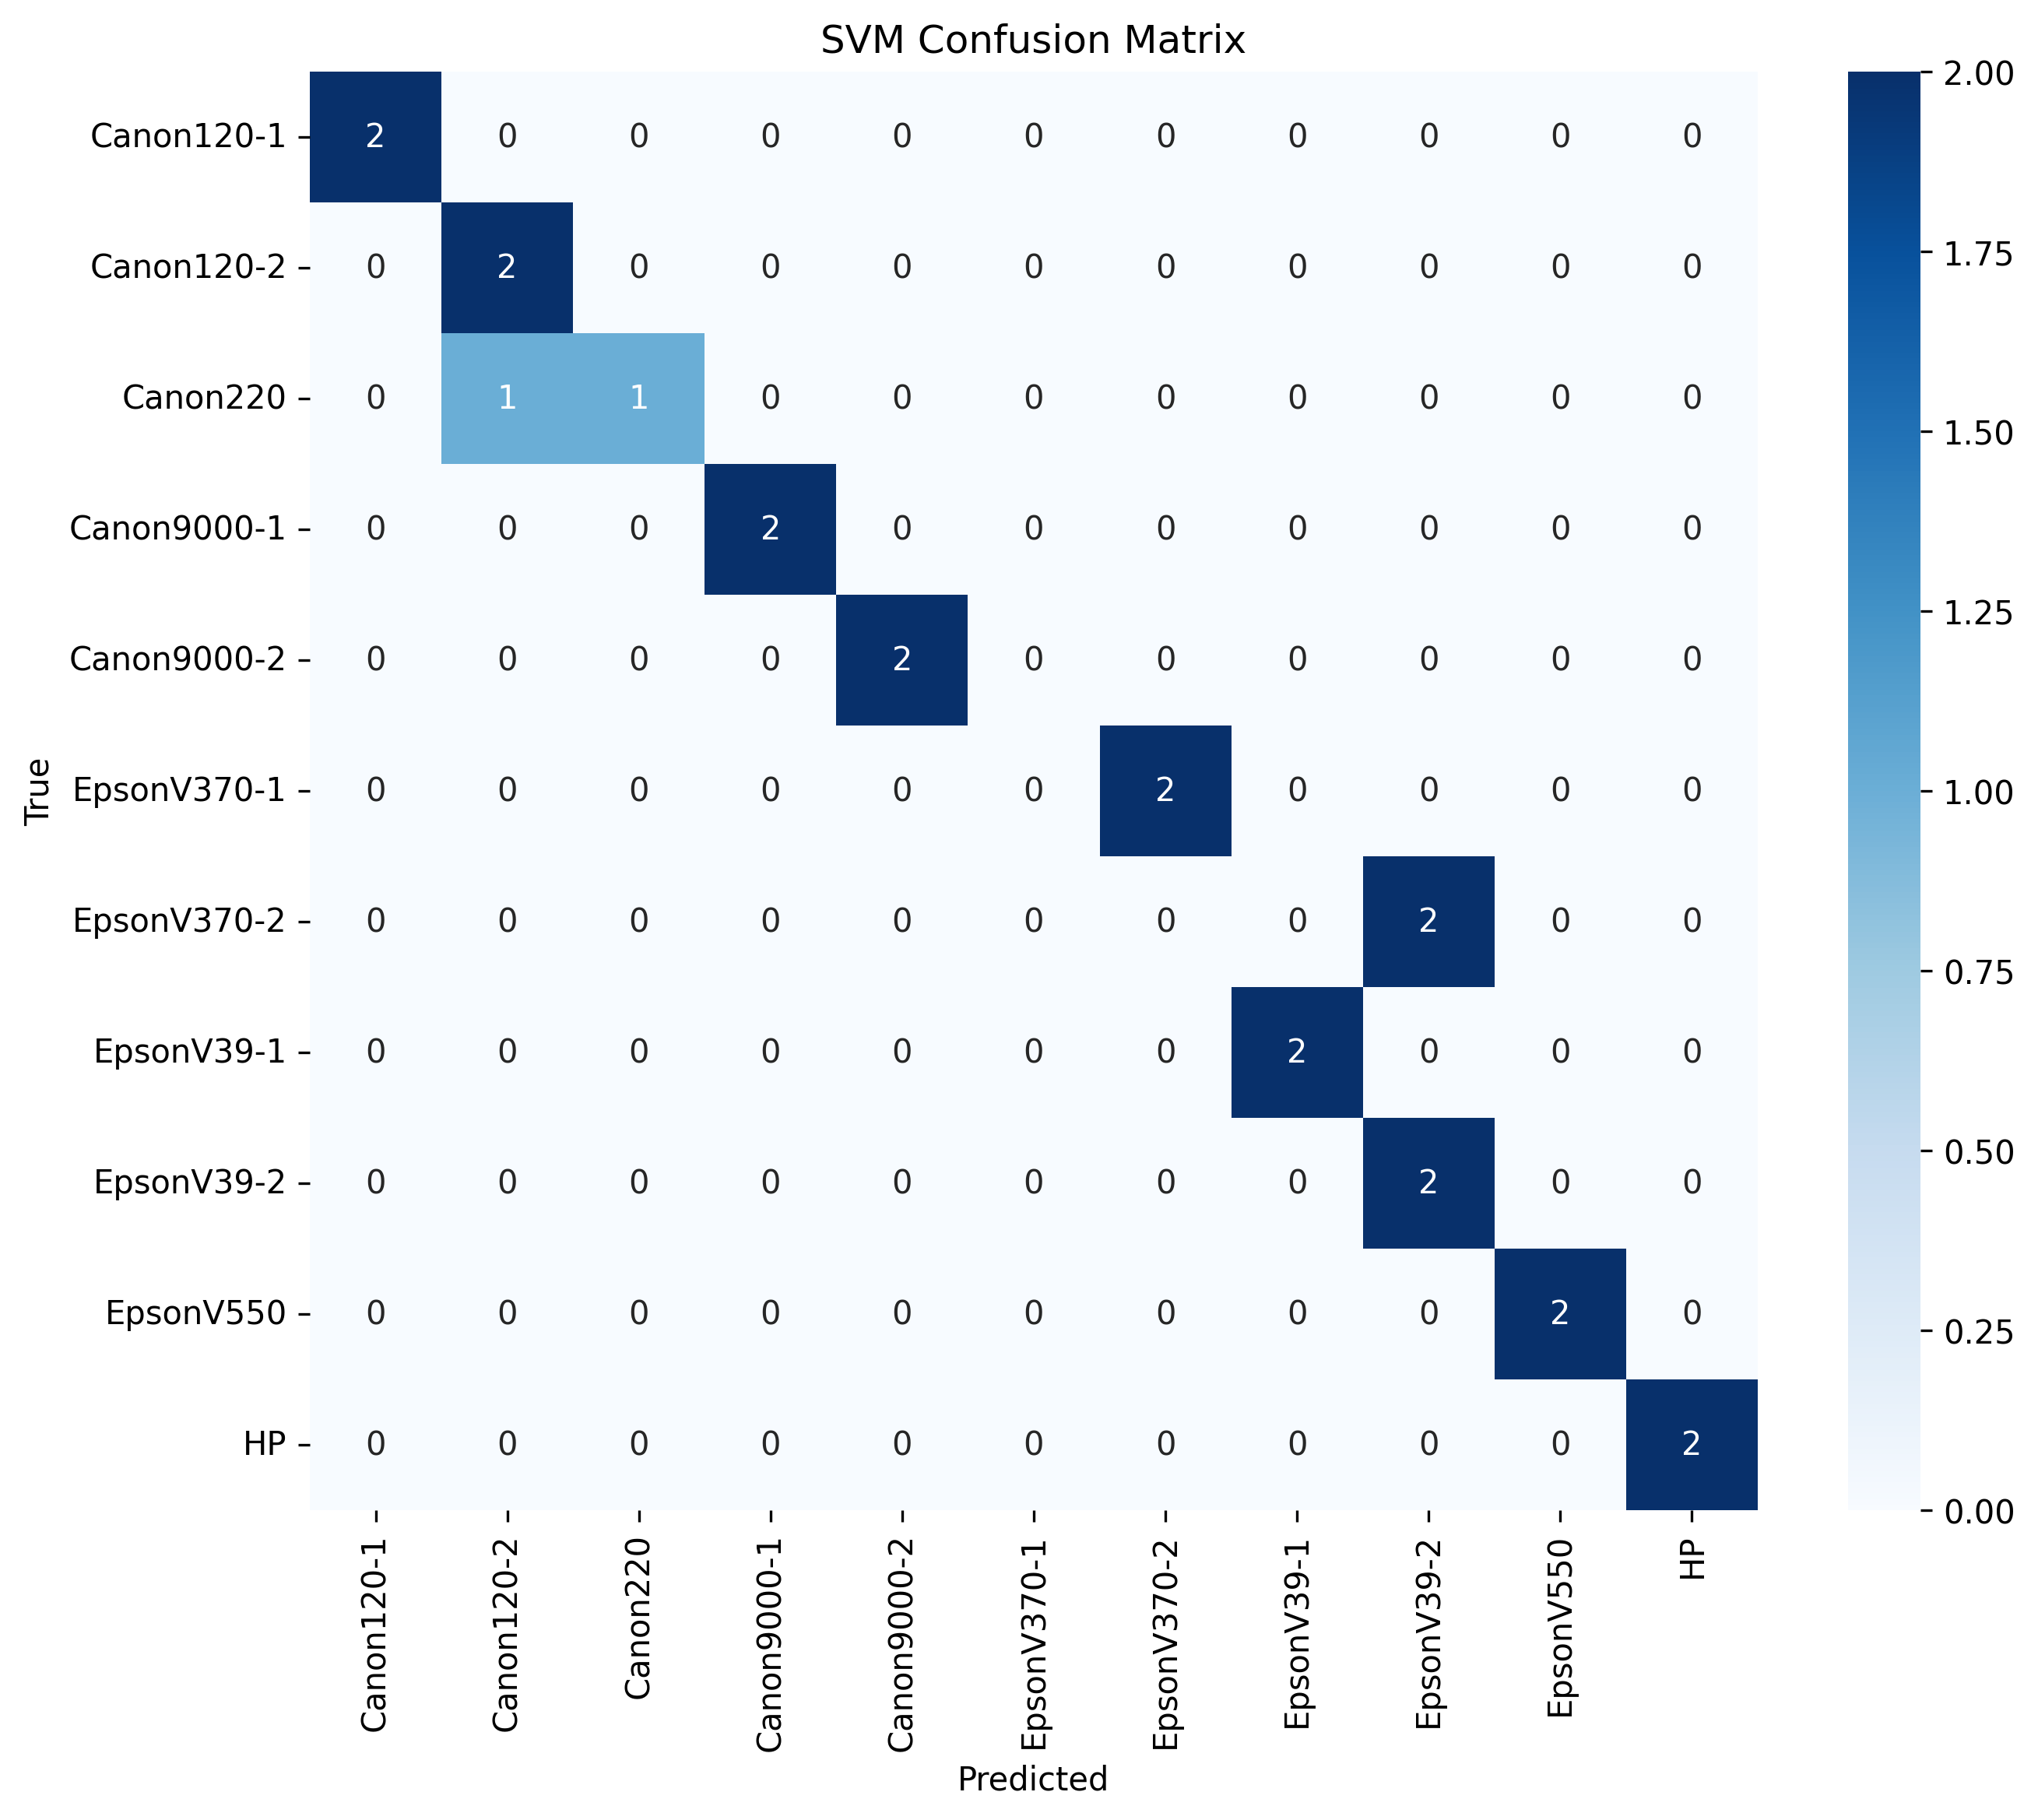 SVM Confusion Matrix
Canon120-1 2 0 0 0 0 0 0 0 0 0 0
Canon120-2 0 2 0 0 0 0 0 0 0 0 0
Canon220 0 1 1 0 0 0 0 0 0 0 0
Canon9000-1 0 0 0 2 0 0 0 0 0 0 0
Canon9000-2 0 0 0 0 2 0 0 0 0 0 0
EpsonV370-1 0 0 0 0 0 0 2 0 0 0 0
EpsonV370-2 0 0 0 0 0 0 0 0 2 0 0
EpsonV39-1 0 0 0 0 0 0 0 2 0 0 0
EpsonV39-2 0 0 0 0 0 0 0 0 2 0 0
EpsonV550 0 0 0 0 0 0 0 0 0 2 0
HP 0 0 0 0 0 0 0 0 0 0 2
True
Canon120-1
Canon120-2
Canon220
Canon9000-1
Canon9000-2
EpsonV370-1
EpsonV370-2
EpsonV39-1
EpsonV39-2
EpsonV550
HP
Predicted
2.00
1.75
1.50
1.25
1.00
0.75
0.50
0.25
0.00